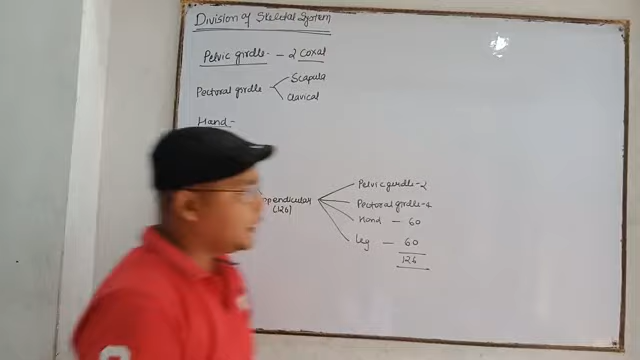 Division of Skeletal System
Pelvic girdle - 2 coxal
Scapula
Pectoral girdle
Clavical
Hand:-
Pelvic girdle - 2
ppendicular
Pectoral girdle - 4
(126)
Hand - 60
leg - 60
126